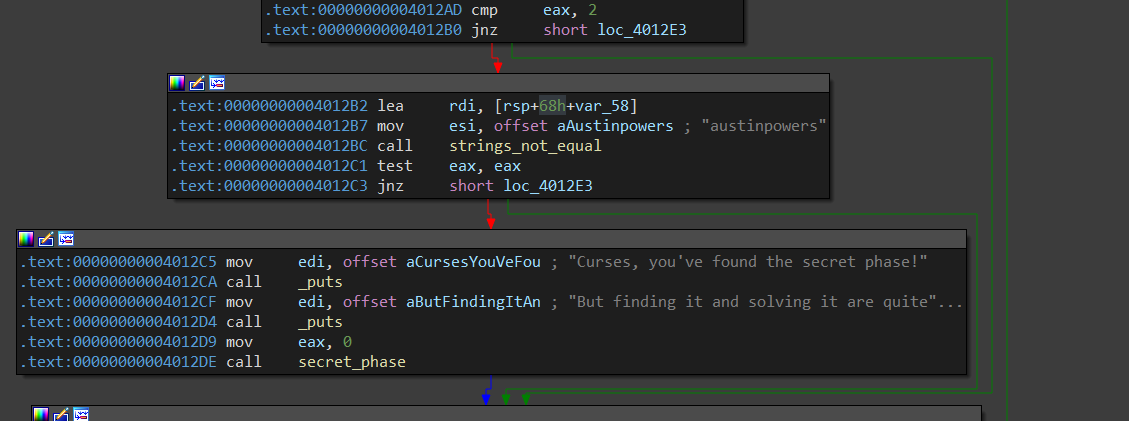 .text:00000000004012AD cmp eax, 2
.text:00000000004012B0 jnz short loc_4012E3
.text:00000000004012B2 lea rdi, [rsp+68h+var_58]
.text:00000000004012B7 mov esi, offset aAustinpowers ; "austinpowers"
.text:00000000004012BC call strings_not_equal
.text:00000000004012C1 test eax, eax
.text:00000000004012C3 jnz short loc_4012E3
.text:00000000004012C5 mov edi, offset aCursesYouVeFou ; "Curses, you've found the secret phase!"
.text:00000000004012CA call _puts
.text:00000000004012CF mov edi, offset aButFindingItAn ; "But finding it and solving it are quite"...
.text:00000000004012D4 call _puts
.text:00000000004012D9 mov eax, 0
.text:00000000004012DE call secret_phase